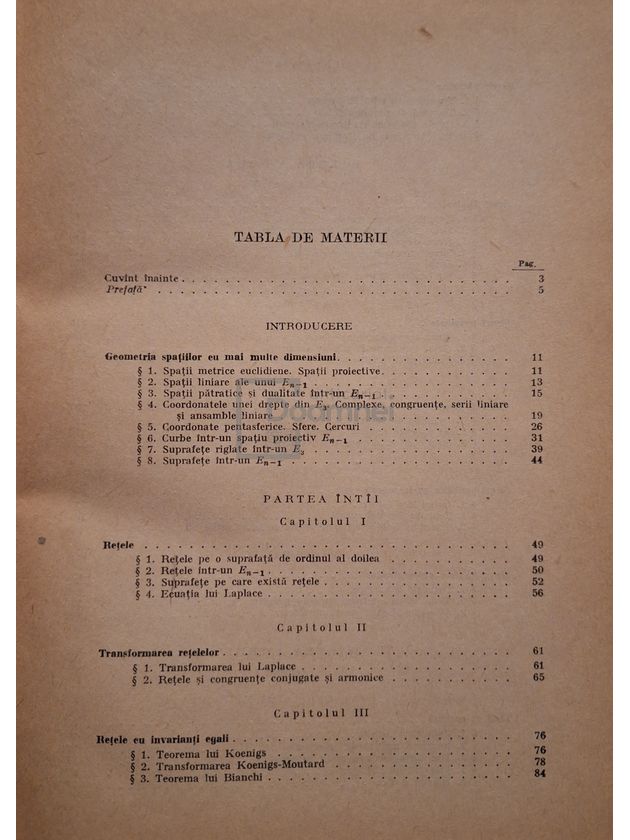 TABLA DE MATERII
Pag.
Cuvînt înainte . . . . . . . . . . 3
Prefață . . . . . . . . . . 5
INTRODUCERE
Geometria spațiilor cu mai multe dimensiuni. . . . . . . . . . 11
§ 1. Spații metrice euclidiene. Spații proiective. . . . . . . . . . 11
§ 2. Spații liniare ale unui Eₙ₋₁ . . . . . . . . . . 13
§ 3. Spații pătratice și dualitate într-un Eₙ₋₁ . . . . . . . . . . 15
§ 4. Coordonatele unei drepte din E₃. Complexe, congruențe, serii liniare
și ansamble liniare . . . . . . . . . . 19
§ 5. Coordonate pentasferice. Sfere. Cercuri . . . . . . . . . . 26
§ 6. Curbe într-un spațiu proiectiv Eₙ₋₁ . . . . . . . . . . 31
§ 7. Suprafețe riglate într-un E₃ . . . . . . . . . . 39
§ 8. Suprafețe într-un Eₙ₋₁ . . . . . . . . . . 44
PARTEA ÎNTÎI
Capitolul I
Rețele . . . . . . . . . . 49
§ 1. Rețele pe o suprafață de ordinul al doilea . . . . . . . . . . 49
§ 2. Rețele într-un Eₙ₋₁ . . . . . . . . . . 50
§ 3. Suprafețe pe care există rețele . . . . . . . . . . 52
§ 4. Ecuația lui Laplace . . . . . . . . . . 56
Capitolul II
Transformarea rețelelor . . . . . . . . . . 61
§ 1. Transformarea lui Laplace . . . . . . . . . . 61
§ 2. Rețele și congruențe conjugate și armonice . . . . . . . . . . 65
Capitolul III
Rețele cu invarianți egali . . . . . . . . . . 76
§ 1. Teorema lui Koenigs . . . . . . . . . . 76
§ 2. Transformarea Koenigs-Moutard . . . . . . . . . . 78
§ 3. Teorema lui Bianchi . . . . . . . . . . 84